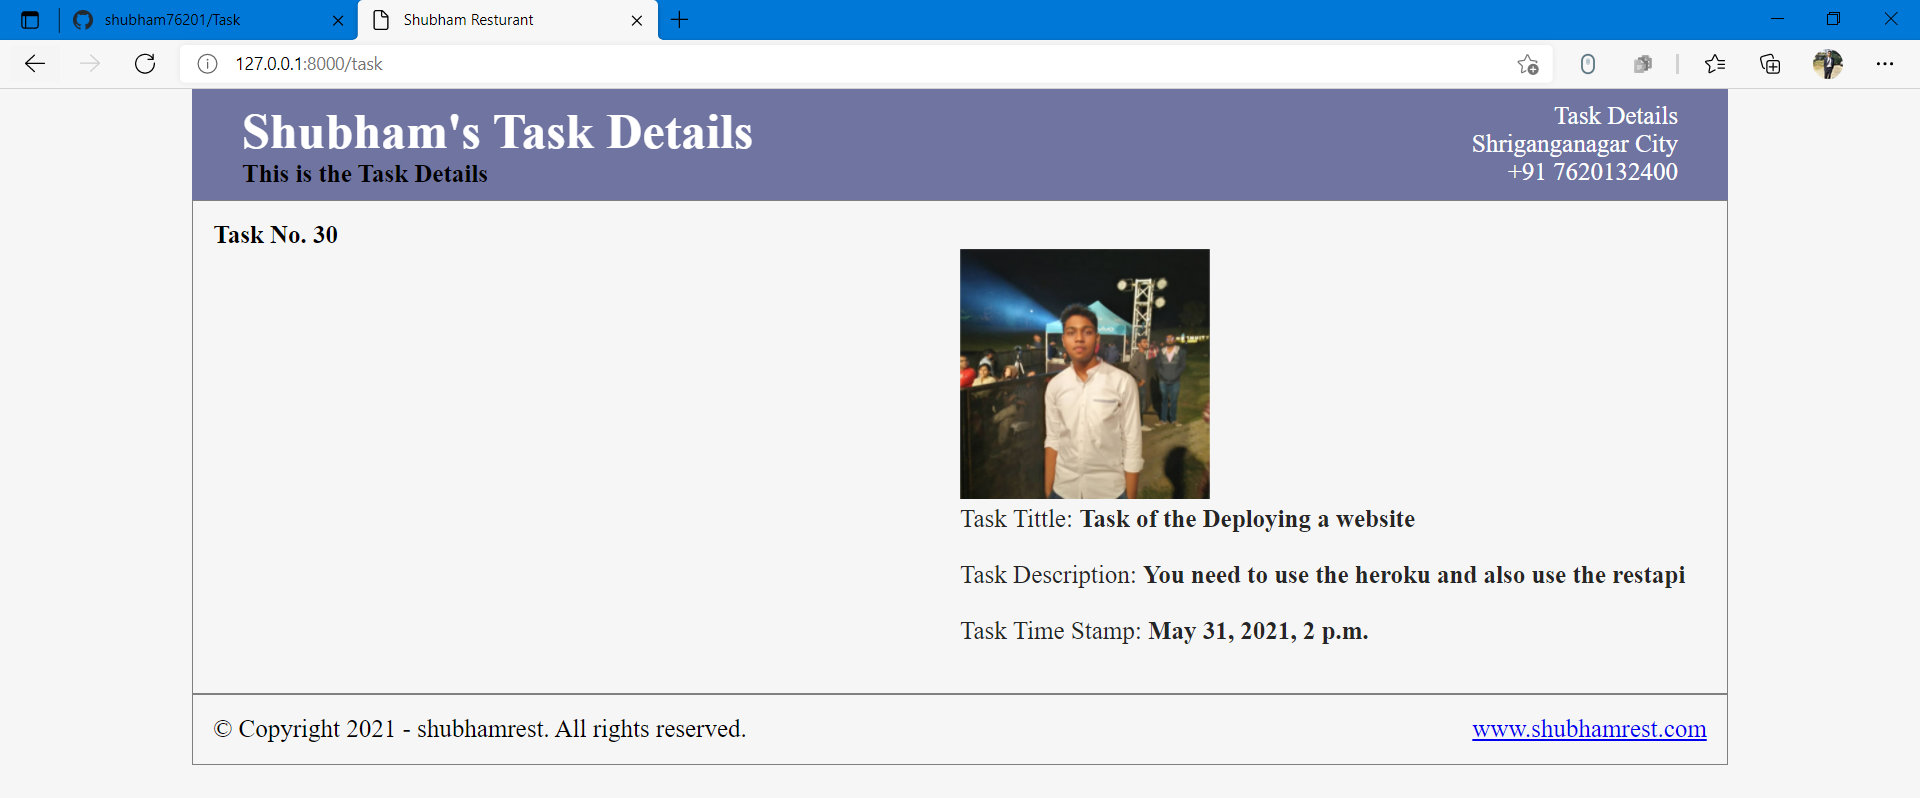 shubham76201/Task
Shubham Resturant
127.0.0.1:8000/task
Shubham's Task Details
This is the Task Details
Task Details
Shriganganagar City
+91 7620132400
Task No. 30
Task Tittle: Task of the Deploying a website
Task Description: You need to use the heroku and also use the restapi
Task Time Stamp: May 31, 2021, 2 p.m.
© Copyright 2021 - shubhamrest. All rights reserved.
www.shubhamrest.com